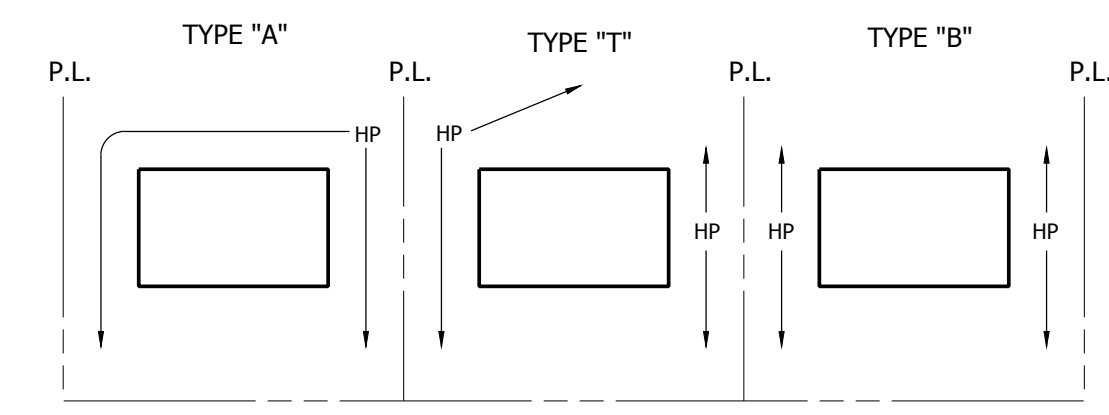 TYPE "A"
TYPE "T"
TYPE "B"
P.L.
P.L.
P.L.
P.L.
HP
HP
HP
HP
HP